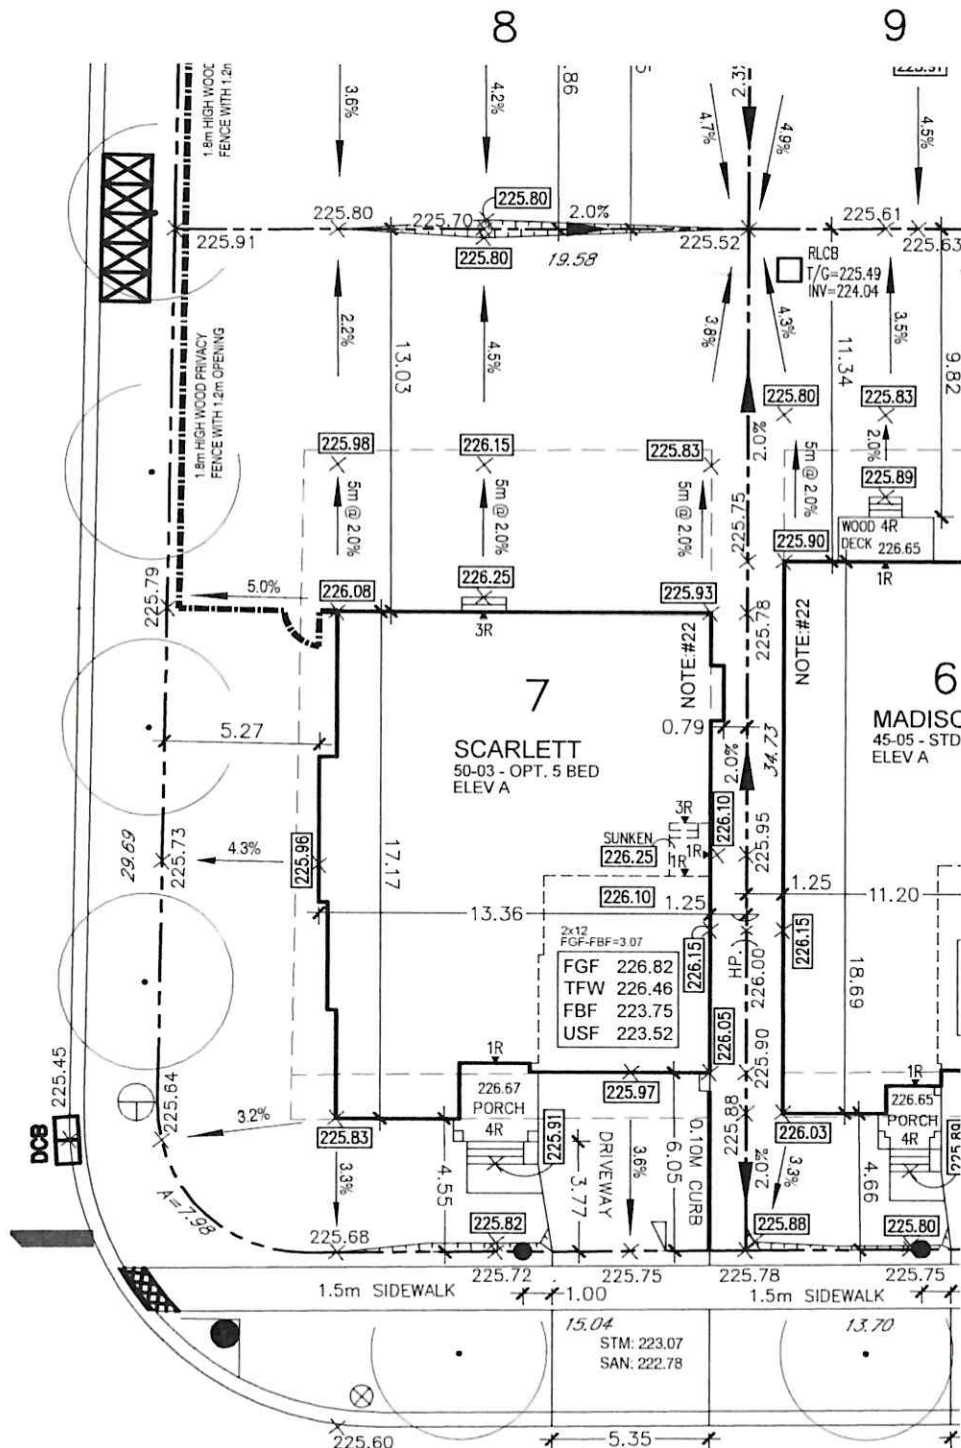 8
9
1.8m HIGH WOOD
FENCE WITH 1.2m
3.6%
4.2%
.86
4.7%
2.3
4.9%
4.5%
225.91
225.80
225.80
225.70
2.0%
225.61
225.91
225.80
19.58
225.52
225.63
RLCB
T/G=225.49
INV=224.04
1.8m HIGH WOOD PRIVACY
FENCE WITH 1.2m OPENING
2.2%
13.03
4.5%
3.8%
4.3%
11.34
3.5%
9.82
225.80
225.83
225.98
226.15
225.83
2.0%
2.0%
225.89
5m @ 2.0%
5m @ 2.0%
5m @ 2.0%
225.75
5m @ 2.0%
WOOD 4R
DECK 226.65
225.90
1R
225.79
5.0%
226.08
226.25
225.93
3R
225.78
NOTE:#22
NOTE:#22
7
6
SCARLETT
50-03 - OPT. 5 BED
ELEV A
MADISO
45-05 - STD
ELEV A
5.27
0.79
2.0%
34.73
29.69
225.73
4.3%
225.96
17.17
3R
SUNKEN
226.25
1R
1R
226.10
225.95
226.10
13.36
1.25
1.25
11.20
2x12
FGF-FBF=3.07
FGF 226.82
TFW 226.46
FBF 223.75
USF 223.52
226.15
HP.
226.00
226.15
18.69
226.05
225.90
225.45
225.64
1R
226.67
PORCH
4R
225.97
1R
226.65
PORCH
4R
DCB
3.2%
225.83
225.91
225.88
226.03
225.89
3.3%
4.55
3.77
DRIVEWAY
3.6%
6.05
0.10M CURB
2.0%
3.3%
4.66
A=7.98
225.68
225.82
225.88
225.80
225.72
225.75
225.78
225.75
1.5m SIDEWALK
1.00
1.5m SIDEWALK
15.04
13.70
STM: 223.07
SAN: 222.78
225.60
5.35